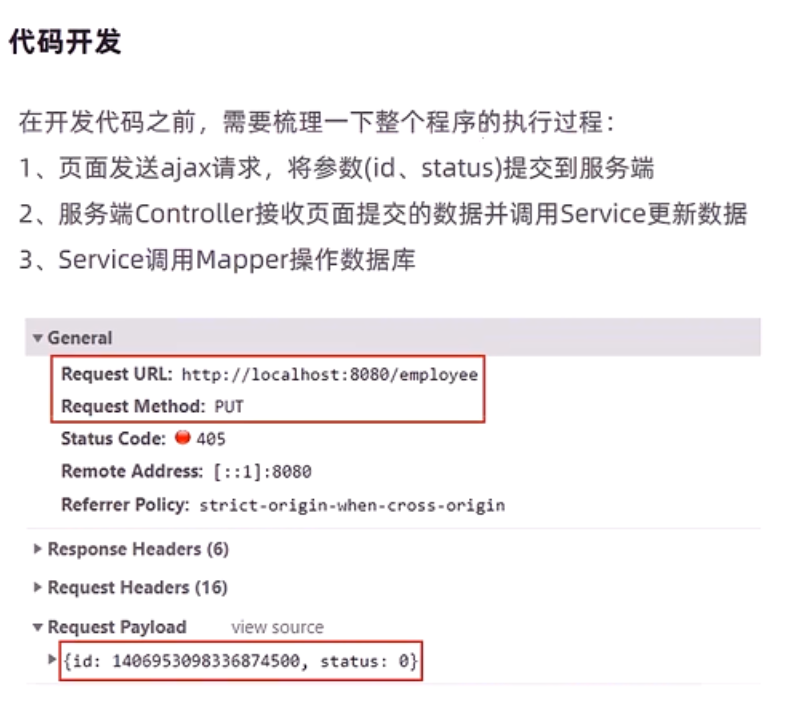 代码开发
在开发代码之前，需要梳理一下整个程序的执行过程：
1、页面发送ajax请求，将参数(id、status)提交到服务端
2、服务端Controller接收页面提交的数据并调用Service更新数据
3、Service调用Mapper操作数据库
General
Request URL: http://localhost:8080/employee
Request Method: PUT
Status Code: 405
Remote Address: [::1]:8080
Referrer Policy: strict-origin-when-cross-origin
Response Headers (6)
Request Headers (16)
Request Payload view source
{id: 1406953098336874500, status: 0}